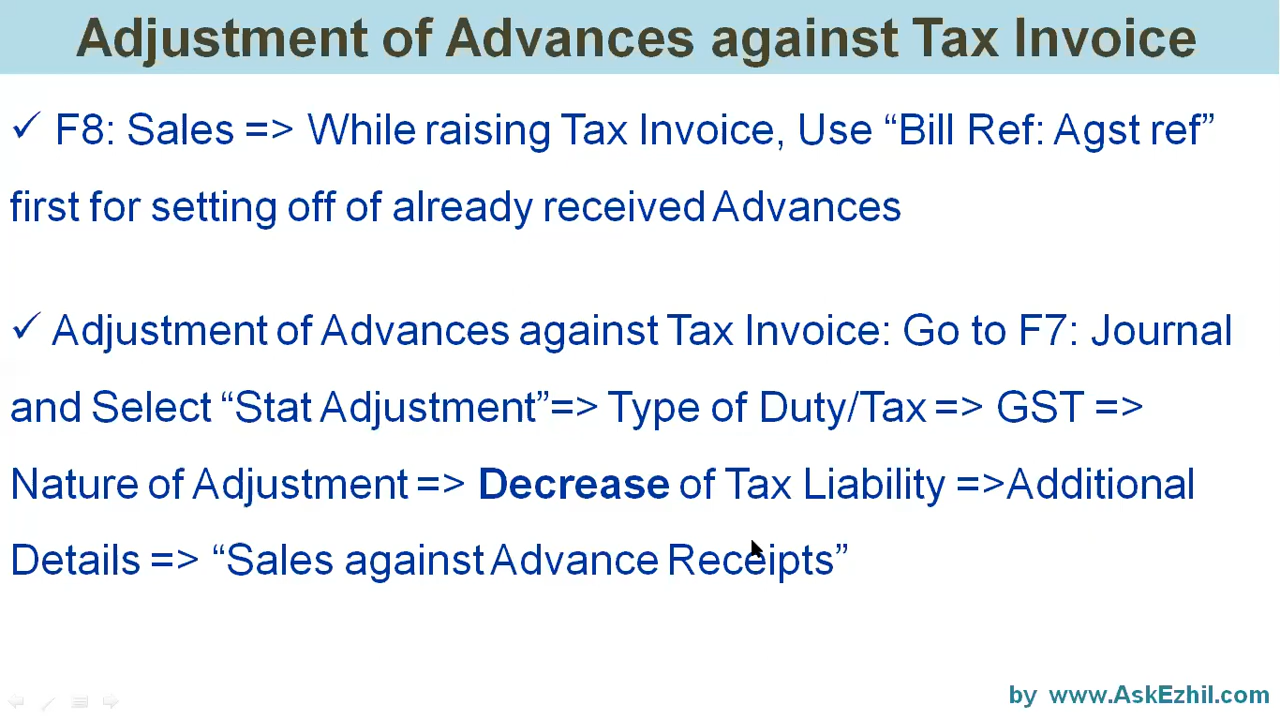 Adjustment of Advances against Tax Invoice
✓ F8: Sales => While raising Tax Invoice, Use “Bill Ref: Agst ref”
first for setting off of already received Advances
✓ Adjustment of Advances against Tax Invoice: Go to F7: Journal
and Select “Stat Adjustment”=> Type of Duty/Tax => GST =>
Nature of Adjustment => Decrease of Tax Liability =>Additional
Details => “Sales against Advance Receipts”
by www.AskEzhil.com